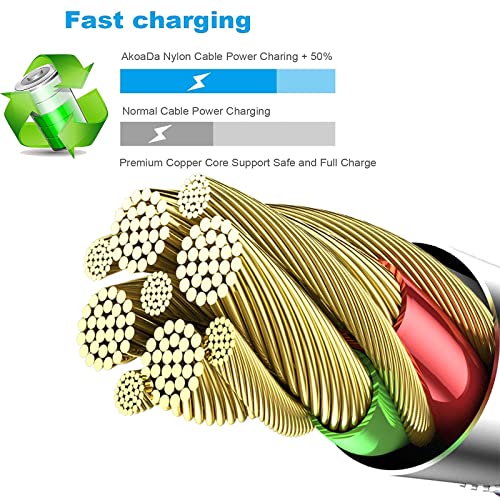 Fast charging
AkoaDa Nylon Cable Power Charing + 50%
Normal Cable Power Charging
Premium Copper Core Support Safe and Full Charge